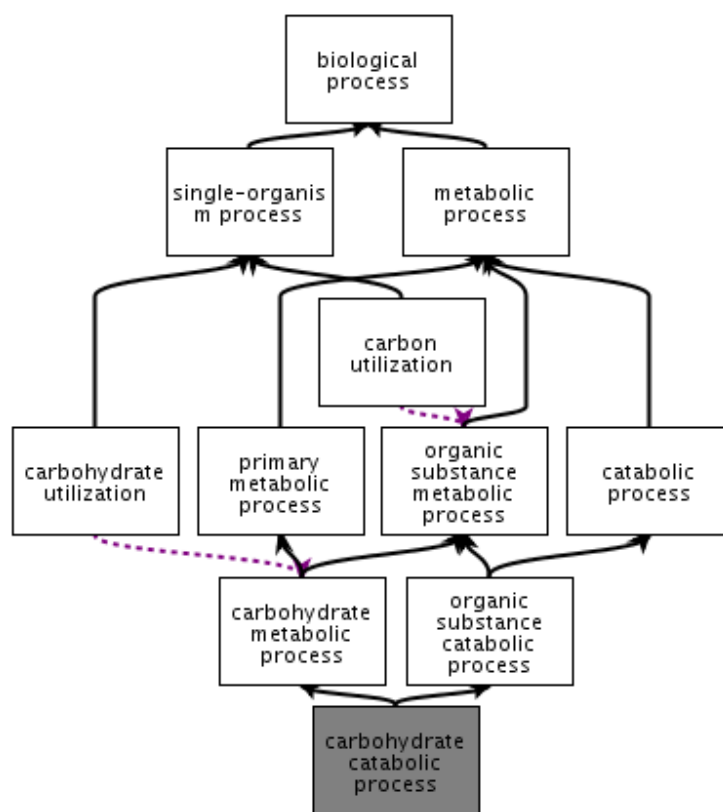 biological
process
single-organis
m process
metabolic
process
carbon
utilization
carbohydrate
utilization
primary
metabolic
process
organic
substance
metabolic
process
catabolic
process
carbohydrate
metabolic
process
organic
substance
catabolic
process
carbohydrate
catabolic
process